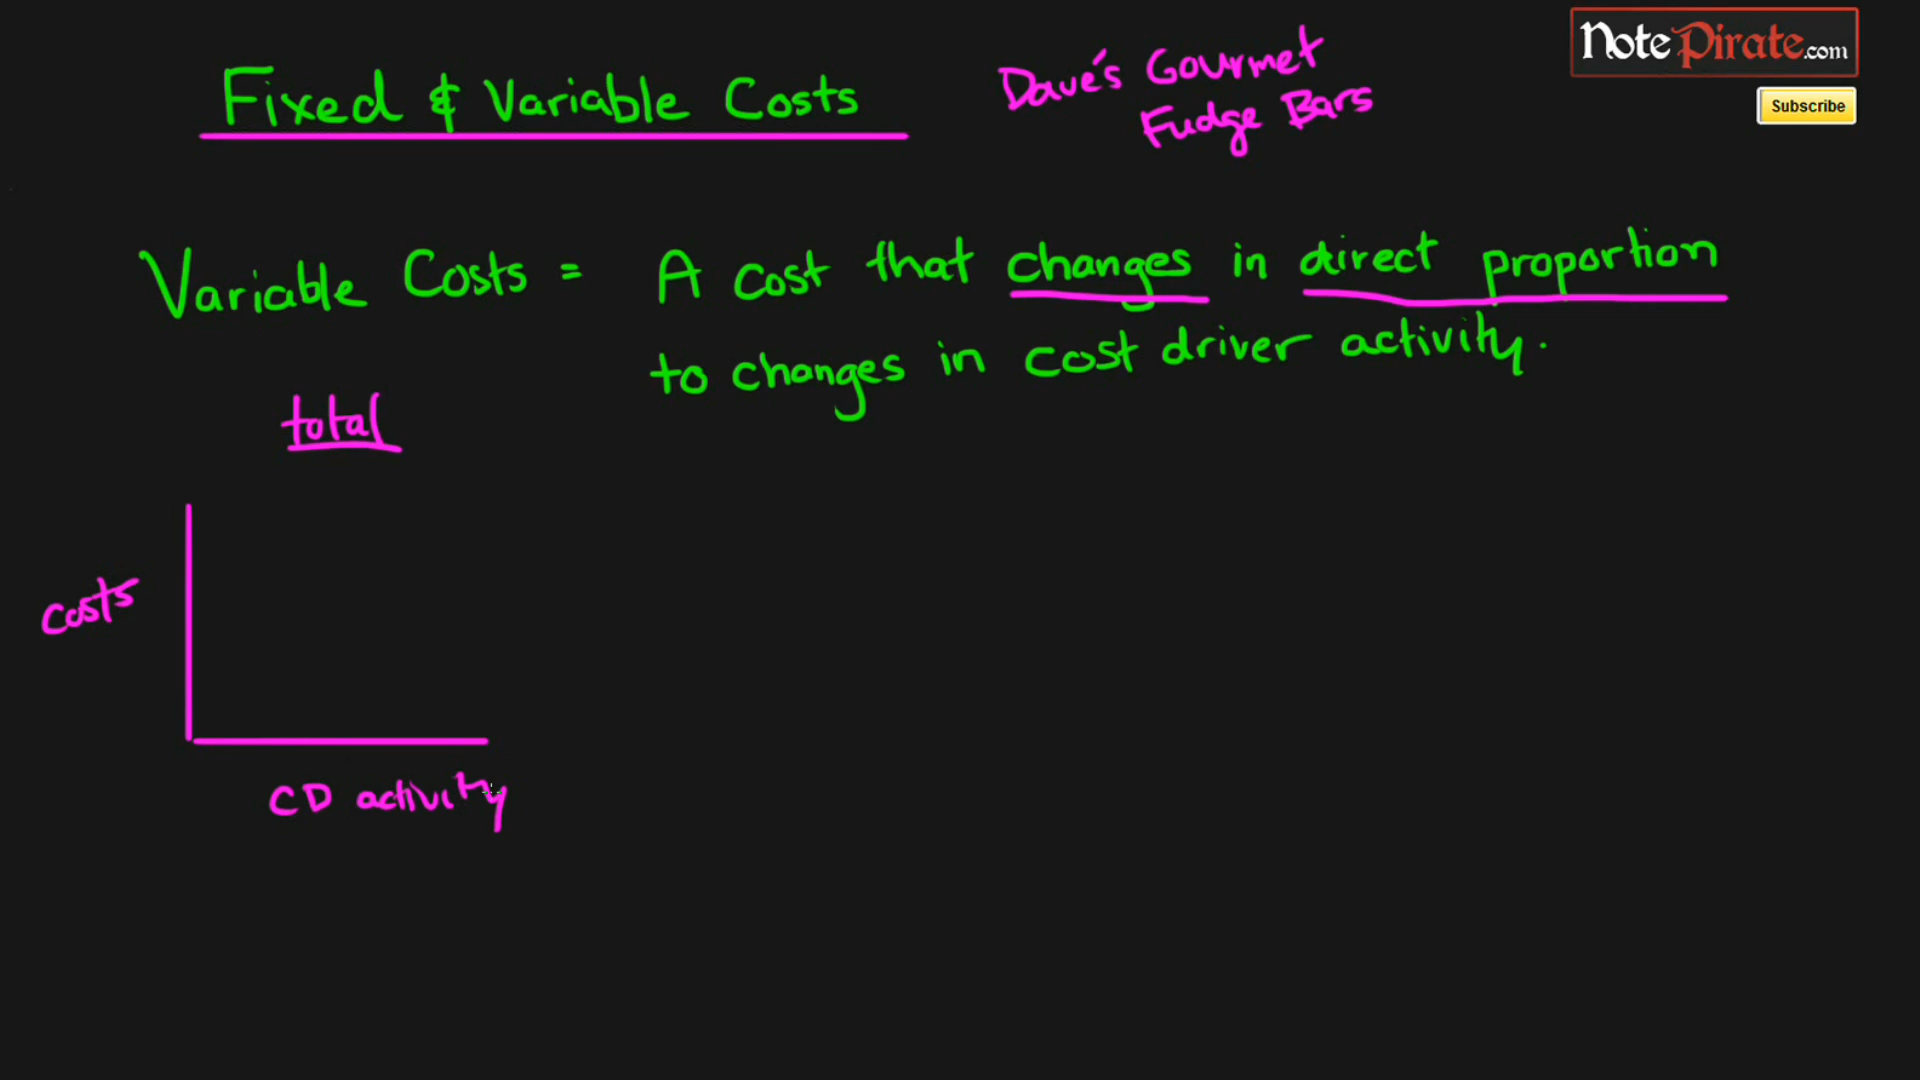 Fixed & Variable Costs
Dave's Gourmet
Fudge Bars
NotePirate.com
Subscribe
Variable Costs = A cost that changes in direct proportion
to changes in cost driver activity.
total
costs
CD activity